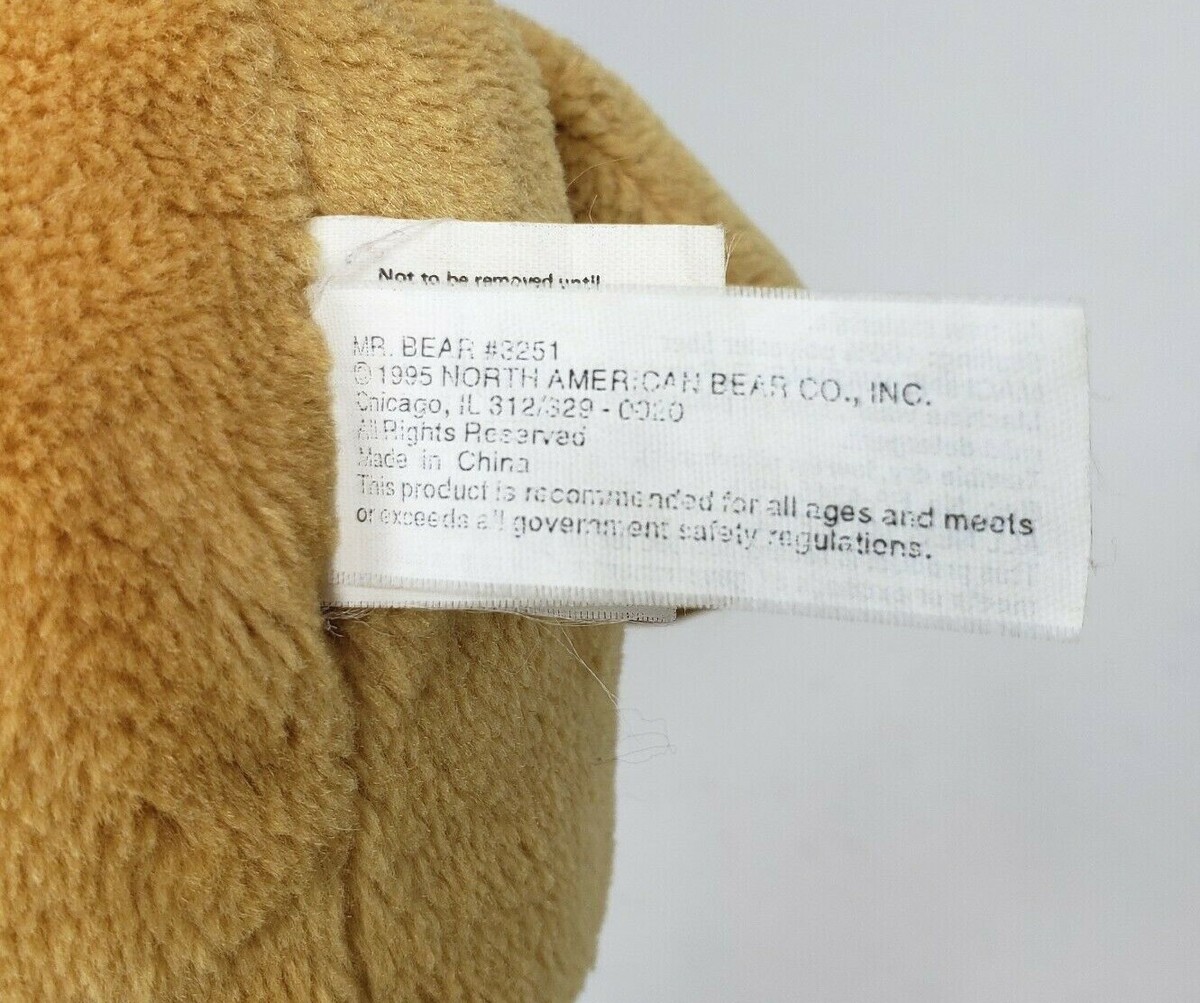 Not to be removed until
MR. BEAR #3251
© 1995 NORTH AMERICAN BEAR CO., INC.
Chicago, IL 312/329 - 0020
All Rights Reserved
Made in China
This product is recommended for all ages and meets
or exceeds all government safety regulations.